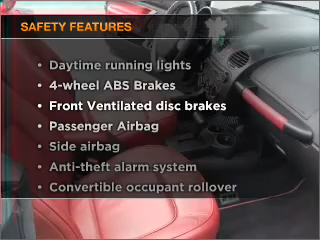 SAFETY FEATURES
• Daytime running lights
• 4-wheel ABS Brakes
• Front Ventilated disc brakes
• Passenger Airbag
• Side airbag
• Anti-theft alarm system
• Convertible occupant rollover